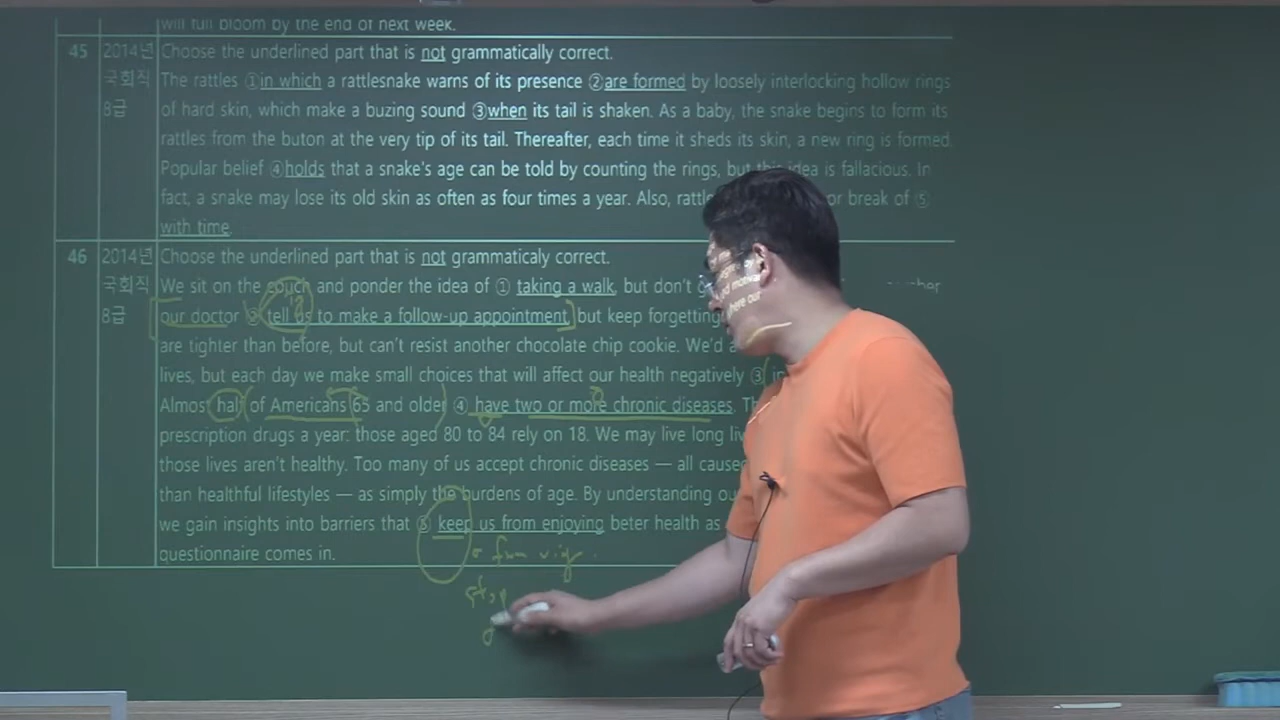 will full bloom by the end of next week.
45 2014년 Choose the underlined part that is not grammatically correct.
국회직 The rattles ①in which a rattlesnake warns of its presence ②are formed by loosely interlocking hollow rings
8급 of hard skin, which make a buzing sound ③when its tail is shaken. As a baby, the snake begins to form its
rattles from the buton at the very tip of its tail. Thereafter, each time it sheds its skin, a new ring is formed.
Popular belief ④holds that a snake's age can be told by counting the rings, but this idea is fallacious. In
fact, a snake may lose its old skin as often as four times a year. Also, or break of ⑤
with time.
46 2014년 Choose the underlined part that is not grammaticaly correct.
국회직 We sit on the couch and ponder the idea of ① taking a walk, but don't
8급 our doctor ② tell us to make a follow-up appointment, but keep forgetting
are tighter than before, but can't resist another chocolate chip cookie. We'd
lives, but each day we make small choices that will affect our health negatively ③
Almost half of Americans 65 and older ④ have two or more chronic diseases.
prescription drugs a year: those aged 80 to 84 rely on 18. We may live long
those lives aren't healthy. Too many of us accept chronic diseases — all
than healthful lifestyles — as simply the burdens of age. By understanding
we gain insights into barriers that ⑤ keep us from enjoying beter health as
questionnaire comes in.
from
stop